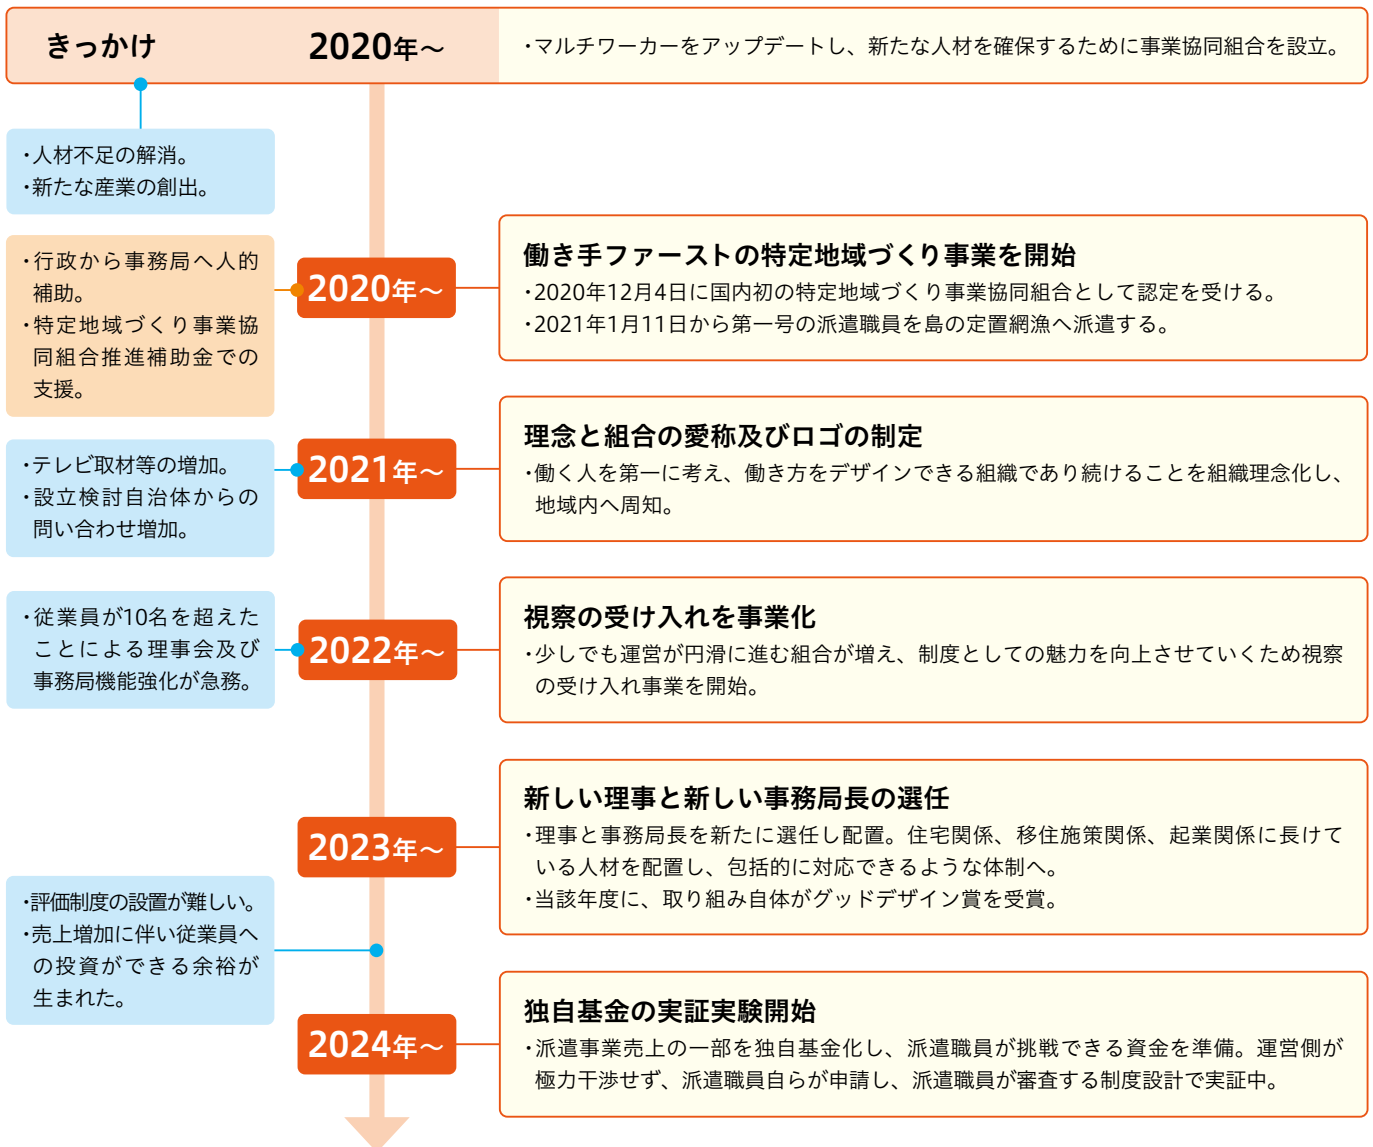 きっかけ 2020年～
・マルチワーカーをアップデートし、新たな人材を確保するために事業協同組合を設立。
・人材不足の解消。
・新たな産業の創出。
・行政から事務局へ人的
補助。
・特定地域づくり事業協
同組合推進補助金での
支援。
2020年～
働き手ファーストの特定地域づくり事業を開始
・2020年12月4日に国内初の特定地域づくり事業協同組合として認定を受ける。
・2021年1月11日から第一号の派遣職員を島の定置網漁へ派遣する。
・テレビ取材等の増加。
・設立検討自治体からの
問い合わせ増加。
2021年～
理念と組合の愛称及びロゴの制定
・働く人を第一に考え、働き方をデザインできる組織であり続けることを組織理念化し、
地域内へ周知。
・従業員が10名を超えた
ことによる理事会及び
事務局機能強化が急務。
2022年～
視察の受け入れを事業化
・少しでも運営が円滑に進む組合が増え、制度としての魅力を向上させていくため視察
の受け入れ事業を開始。
2023年～
新しい理事と新しい事務局長の選任
・理事と事務局長を新たに選任し配置。住宅関係、移住施策関係、起業関係に長けて
いる人材を配置し、包括的に対応できるような体制へ。
・当該年度に、取り組み自体がグッドデザイン賞を受賞。
・評価制度の設置が難しい。
・売上増加に伴い従業員へ
の投資ができる余裕が
生まれた。
2024年～
独自基金の実証実験開始
・派遣事業売上の一部を独自基金化し、派遣職員が挑戦できる資金を準備。運営側が
極力干渉せず、派遣職員自らが申請し、派遣職員が審査する制度設計で実証中。